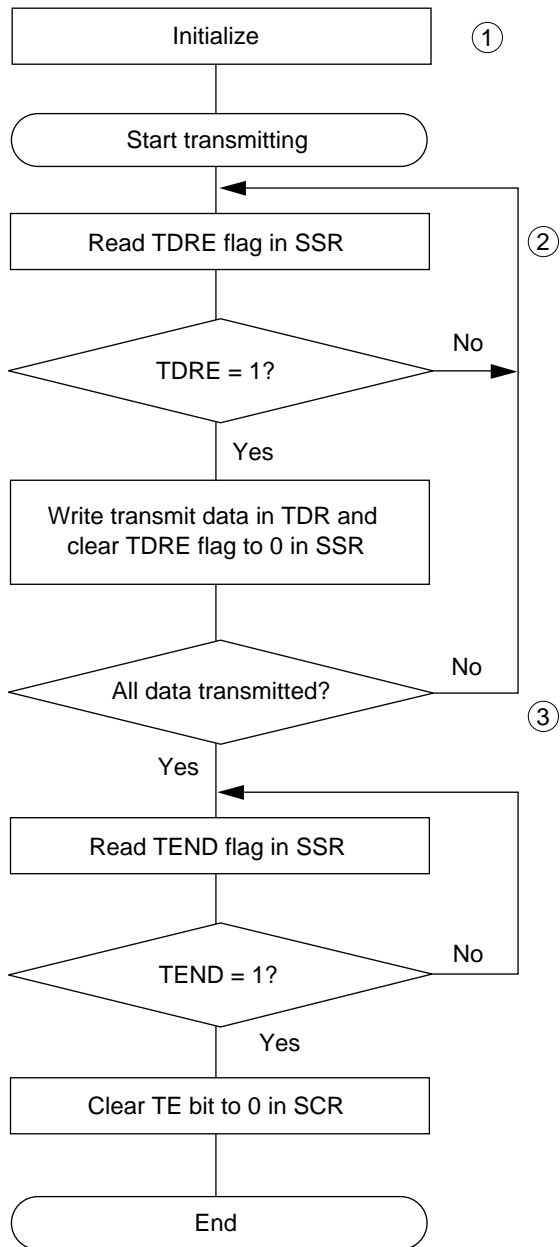 Initialize
1
Start transmitting
Read TDRE flag in SSR
2
TDRE = 1?
No
Yes
Write transmit data in TDR and
clear TDRE flag to 0 in SSR
All data transmitted?
No
3
Yes
Read TEND flag in SSR
TEND = 1?
No
Yes
Clear TE bit to 0 in SCR
End